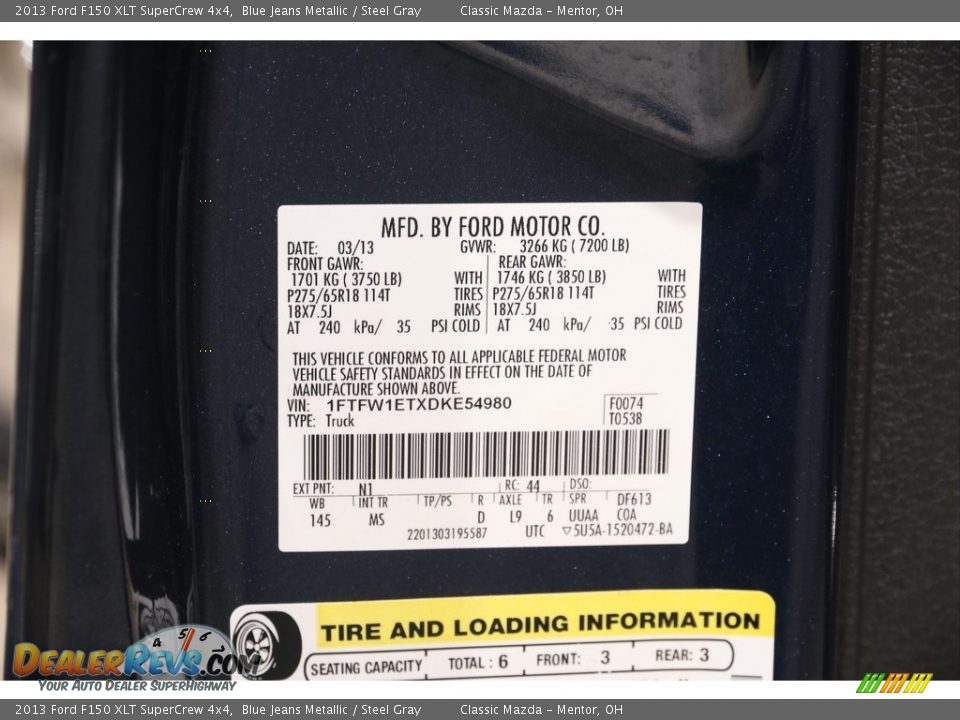 2013 Ford F150 XLT SuperCrew 4x4, Blue Jeans Metallic / Steel Gray Classic Mazda - Mentor, OH
MFD. BY FORD MOTOR CO.
DATE: 03/13 GVWR: 3266 KG ( 7200 LB)
FRONT GAWR: REAR GAWR:
1701 KG ( 3750 LB) WITH 1746 KG ( 3850 LB) WITH
P275/65R18 114T TIRES P275/65R18 114T TIRES
18X7.5J RIMS 18X7.5J RIMS
AT 240 kPa/ 35 PSI COLD AT 240 kPa/ 35 PSI COLD
THIS VEHICLE CONFORMS TO ALL APPLICABLE FEDERAL MOTOR
VEHICLE SAFETY STANDARDS IN EFFECT ON THE DATE OF
MANUFACTURE SHOWN ABOVE.
VIN: 1FTFW1ETXDKE54980 F0074
TYPE: Truck T0538
EXT PNT: N1 RC: 44 DSO:
WB INT TR TP/PS R AXLE TR SPR DF613
145 MS D L9 6 UUAA COA
2201303195587 UTC ▽5U5A-1520472-BA
TIRE AND LOADING INFORMATION
SEATING CAPACITY TOTAL : 6 FRONT: 3 REAR: 3
4 5 6
DEALERREVS.COM
YOUR AUTO DEALER SUPERHIGHWAY
2013 Ford F150 XLT SuperCrew 4x4, Blue Jeans Metallic / Steel Gray Classic Mazda - Mentor, OH